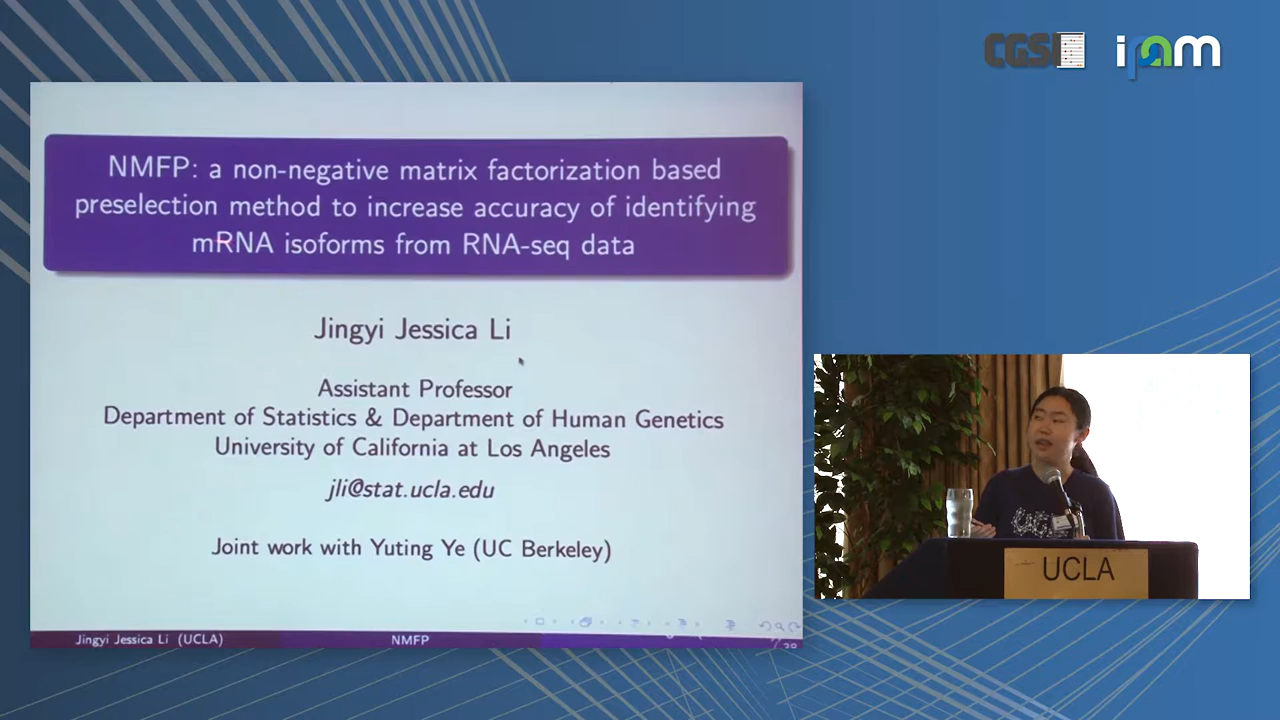 CGSI
ipam
NMFP: a non-negative matrix factorization based
preselection method to increase accuracy of identifying
mRNA isoforms from RNA-seq data
Jingyi Jessica Li
Assistant Professor
Department of Statistics & Department of Human Genetics
University of California at Los Angeles
jli@stat.ucla.edu
Joint work with Yuting Ye (UC Berkeley)
Jingyi Jessica Li (UCLA)
NMFP
UCLA